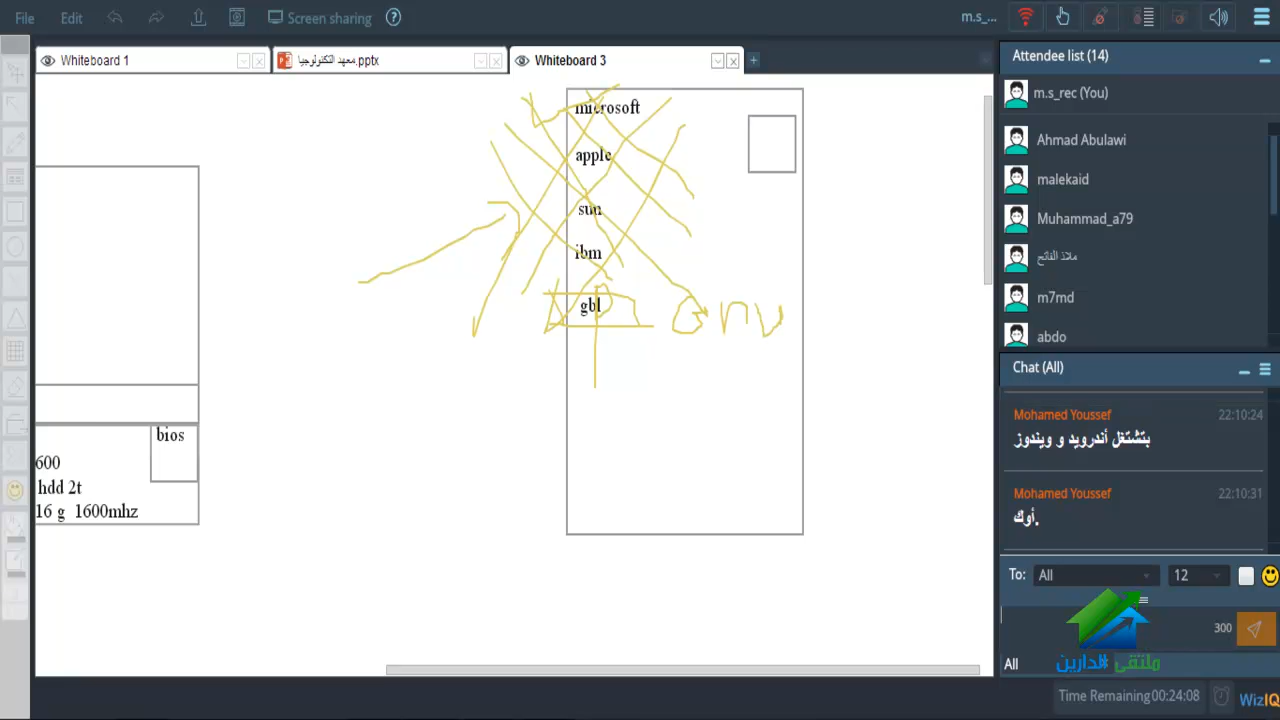 File Edit Screen sharing ? m.s_...
Whiteboard 1
معهد التكنولوجيا.pptx
Whiteboard 3
+
bios
600
hdd 2t
16 g 1600mhz
microsoft
apple
sun
ibm
gbl
gnu
Attendee list (14)
m.s_rec (You)
Ahmad Abulawi
malekaid
Muhammad_a79
ملاذ الفاتح
m7md
abdo
Chat (All)
Mohamed Youssef 22:10:24
بتشتغل أندرويد و ويندوز
Mohamed Youssef 22:10:31
أوك.
To: All 12
300
All
ملتقى الدارين
Time Remaining 00:24:08
WizIQ